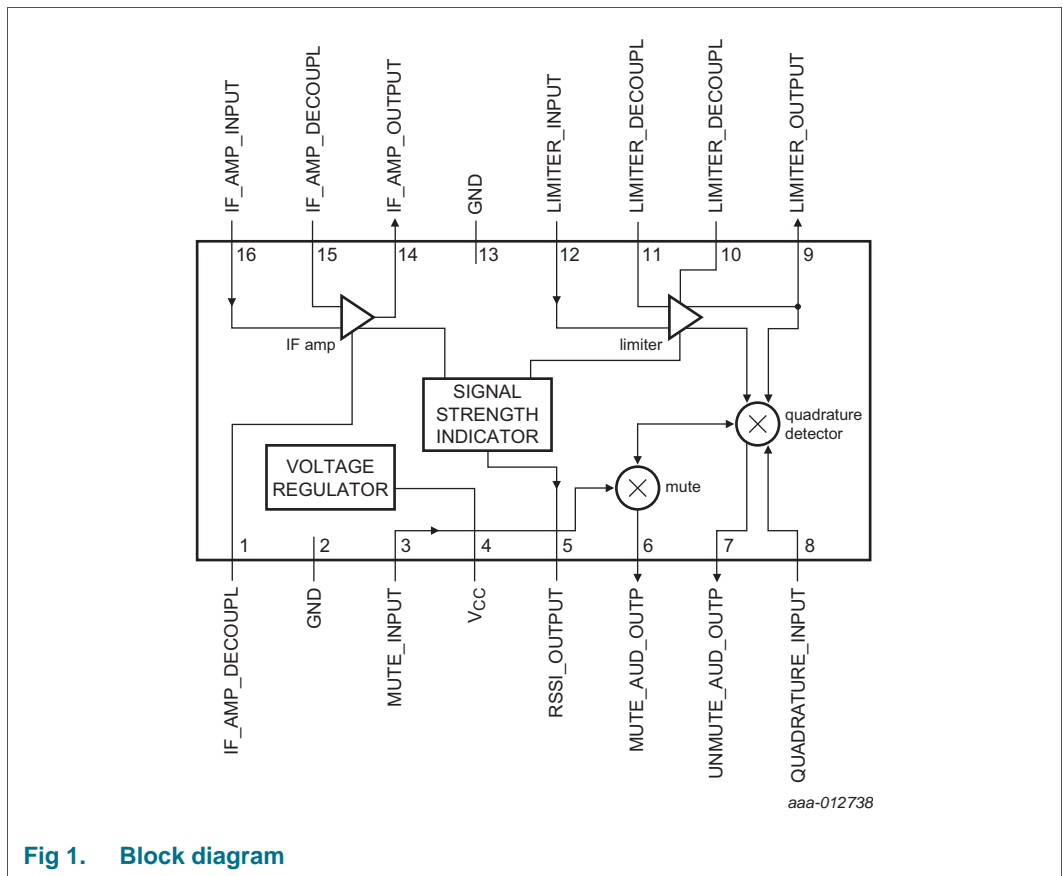 IF_AMP_INPUT
IF_AMP_DECOUPL
IF_AMP_OUTPUT
GND
LIMITER_INPUT
LIMITER_DECOUPL
LIMITER_DECOUPL
LIMITER_OUTPUT
16
15
14
13
12
11
10
9
IF amp
limiter
SIGNAL
STRENGTH
INDICATOR
quadrature
detector
VOLTAGE
REGULATOR
mute
1
2
3
4
5
6
7
8
IF_AMP_DECOUPL
GND
MUTE_INPUT
VCC
RSSI_OUTPUT
MUTE_AUD_OUTP
UNMUTE_AUD_OUTP
QUADRATURE_INPUT
aaa-012738
Fig 1. Block diagram